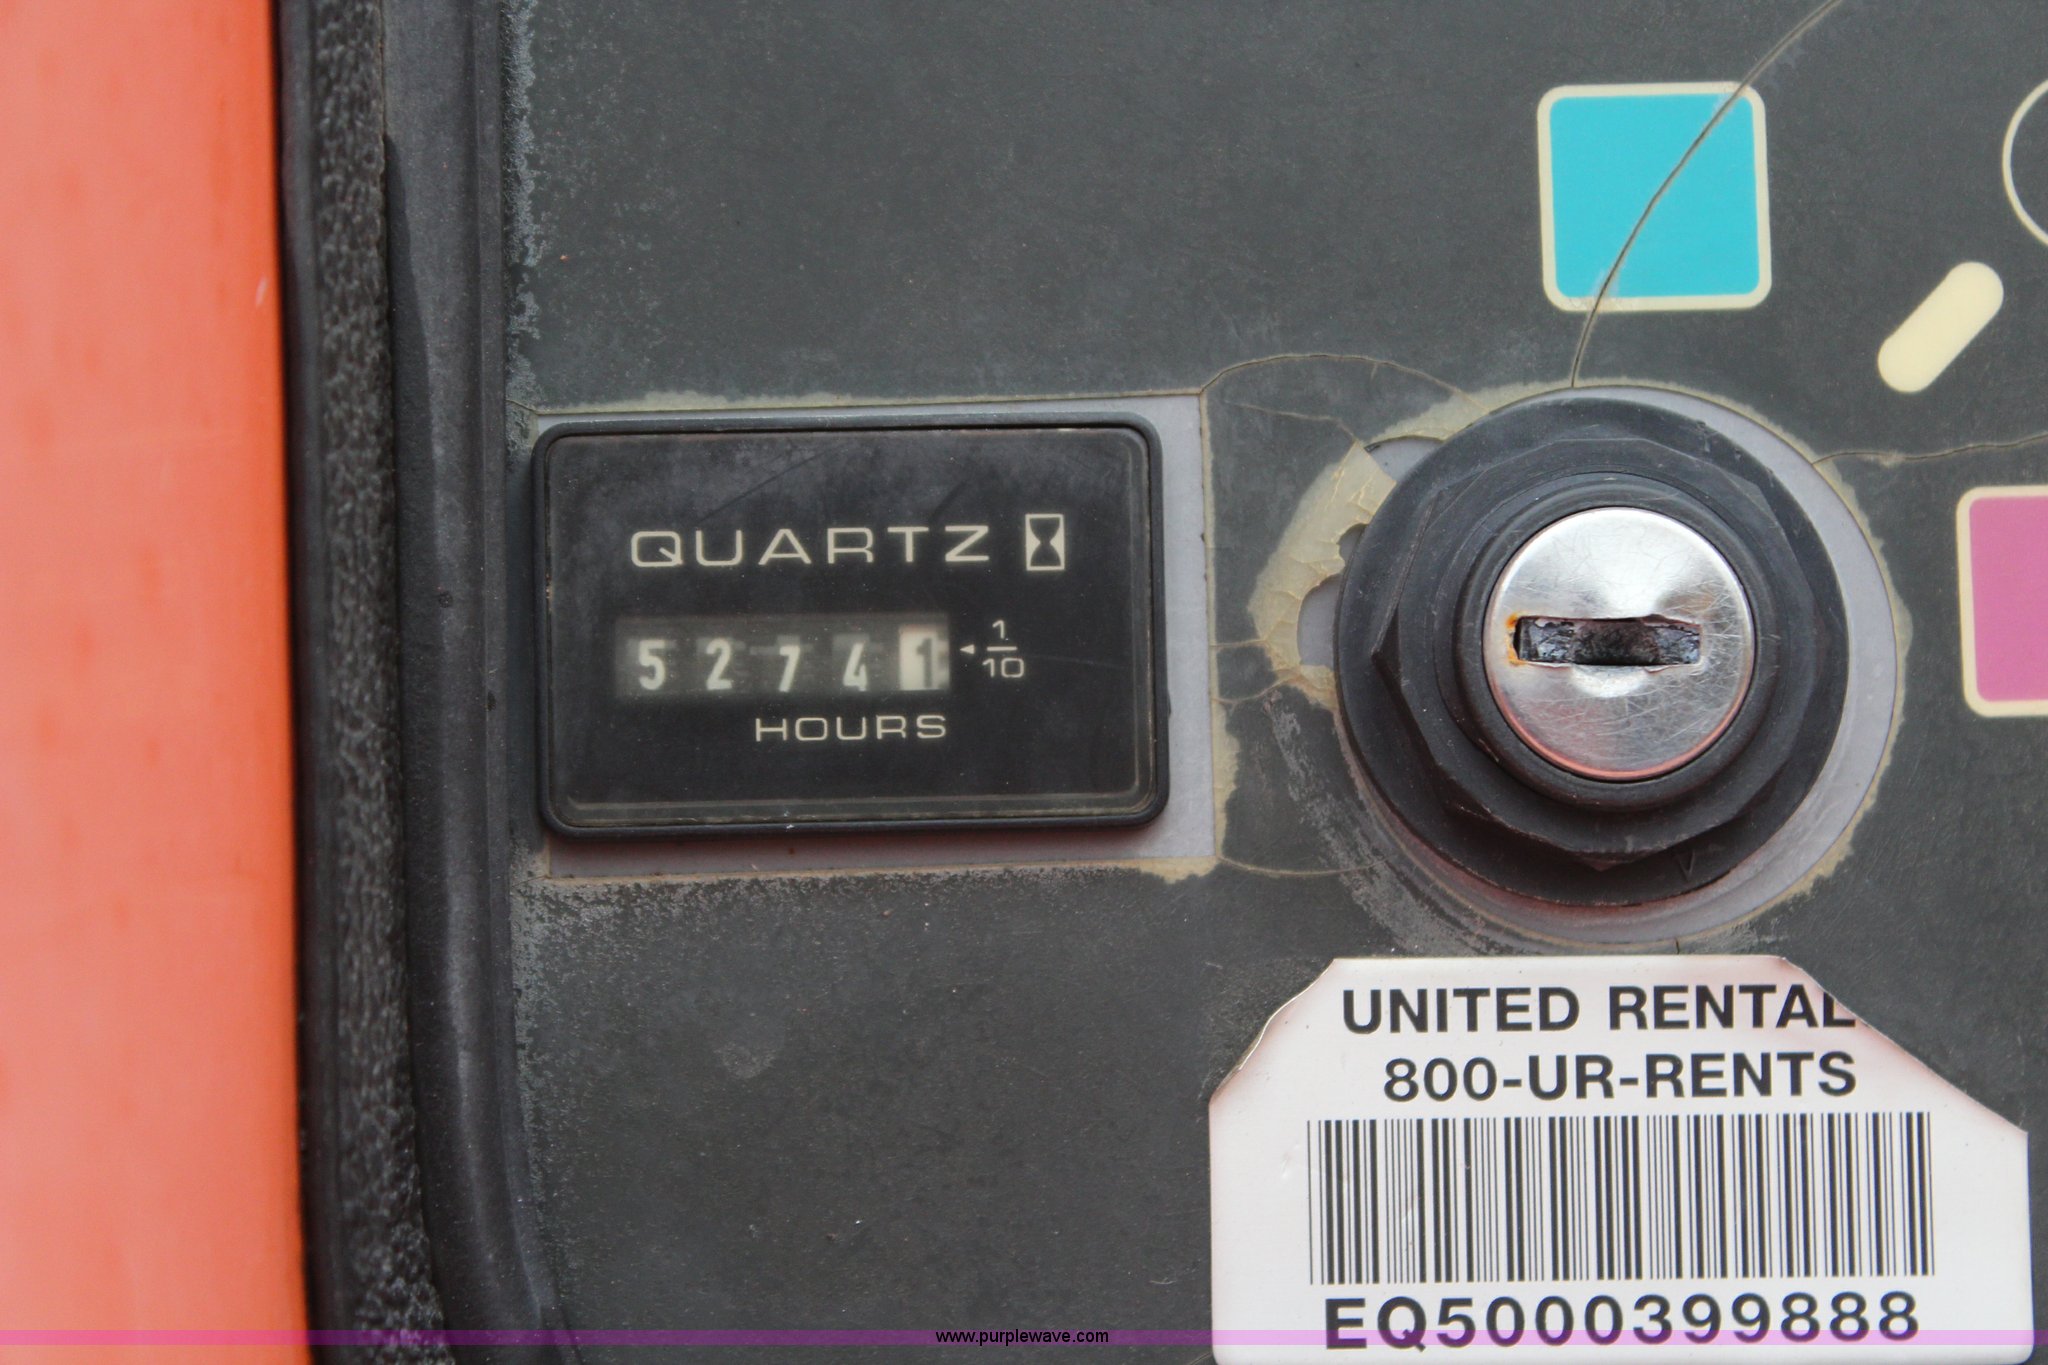 QUARTZ
52741
1/10
HOURS
UNITED RENTAL
800-UR-RENTS
EQ5000399888
www.purplewave.com